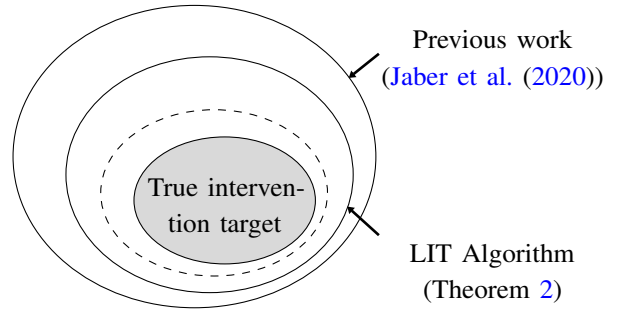 Previous work
(Jaber et al. (2020))
True interven-
tion target
LIT Algorithm
(Theorem 2)